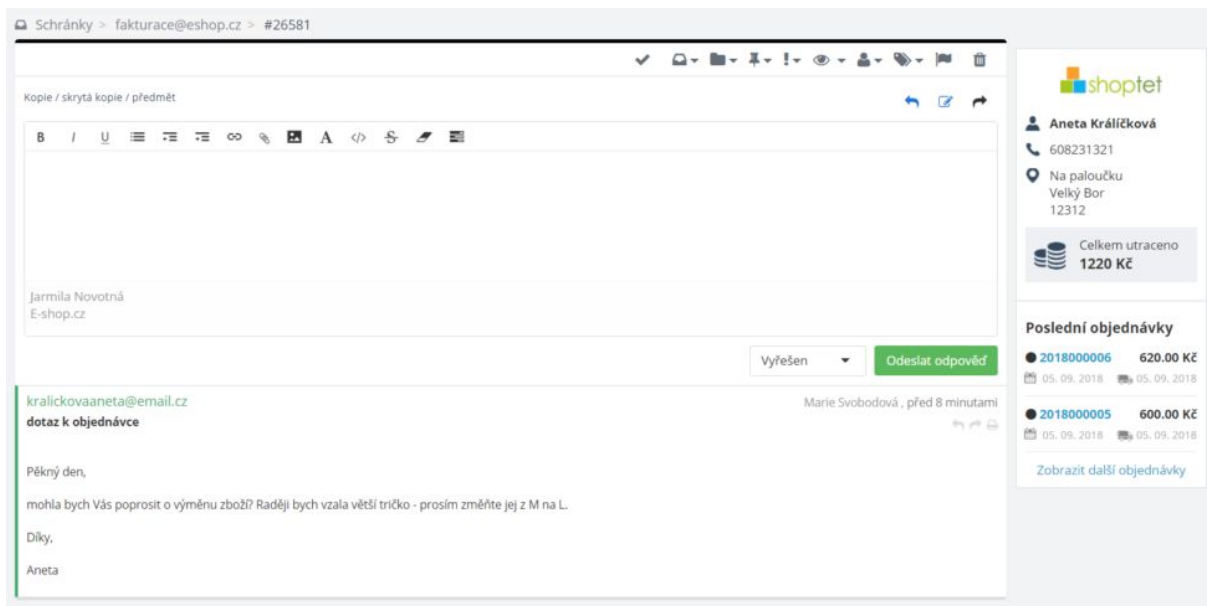 Schránky > fakturace@eshop.cz > #26581
Kopie / skrytá kopie / předmět
B I U A </> S
Jarmila Novotná
E-shop.cz
Vyřešen
Odeslat odpověď
kralickovaaneta@email.cz
Marie Svobodová , před 8 minutami
dotaz k objednávce
Pěkný den,
mohla bych Vás poprosit o výměnu zboží? Raději bych vzala větší tričko - prosím změňte jej z M na L.
Díky,
Aneta
shoptet
Aneta Králíčková
608231321
Na paloučku
Velký Bor
12312
Celkem utraceno
1220 Kč
Poslední objednávky
2018000006 620.00 Kč
05. 09. 2018 05. 09. 2018
2018000005 600.00 Kč
05. 09. 2018 05. 09. 2018
Zobrazit další objednávky